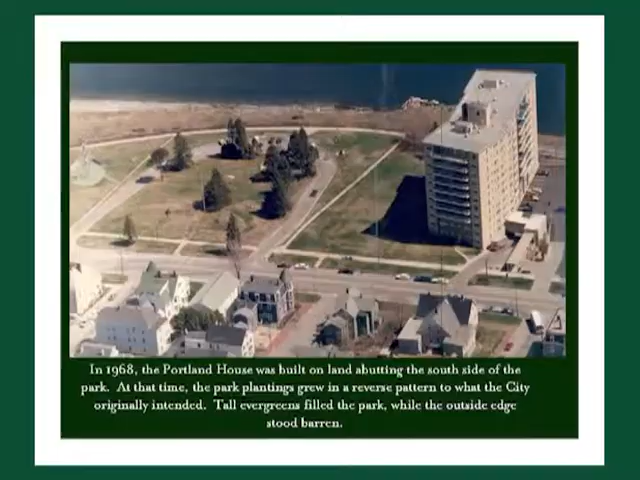 In 1968, the Portland House was built on land abutting the south side of the
park. At that time, the park plantings grew in a reverse pattern to what the City
originally intended. Tall evergreens filled the park, while the outside edge
stood barren.